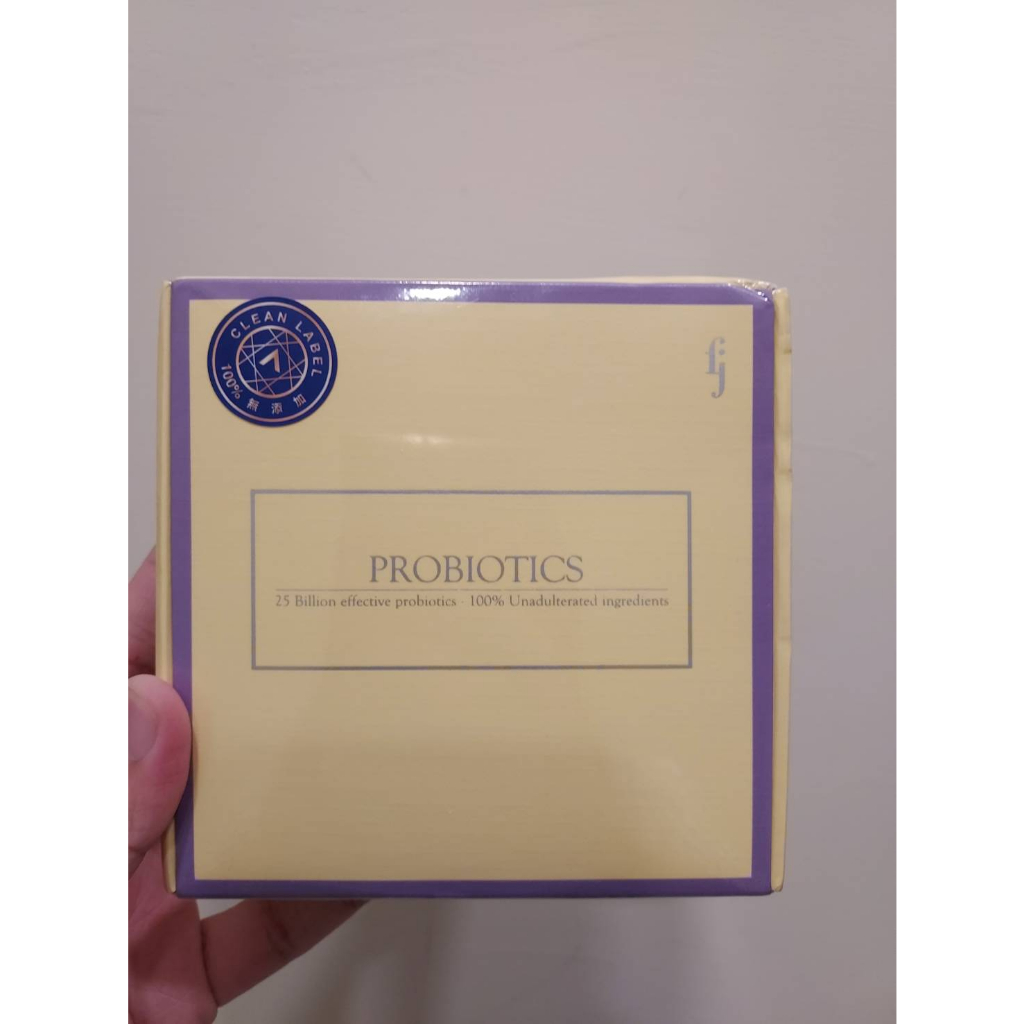 CLEAN LABEL
100% 無添加
fj
PROBIOTICS
25 Billion effective probiotics · 100% Unadulterated ingredients